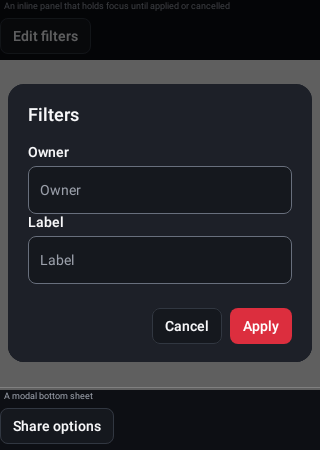 An inline panel that holds focus until applied or cancelled
Edit filters
Filters
Owner
Owner
Label
Label
Cancel Apply
A modal bottom sheet
Share options